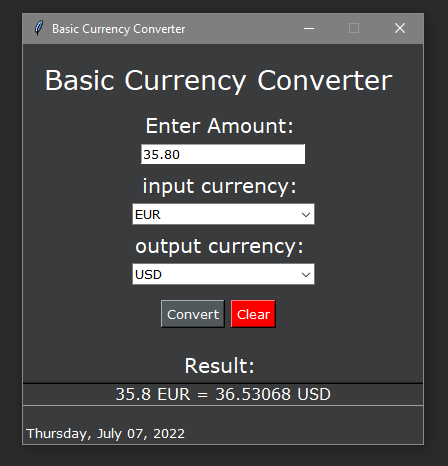 Basic Currency Converter
Basic Currency Converter
Enter Amount:
35.80
input currency:
EUR
output currency:
USD
Convert Clear
Result:
35.8 EUR = 36.53068 USD
Thursday, July 07, 2022